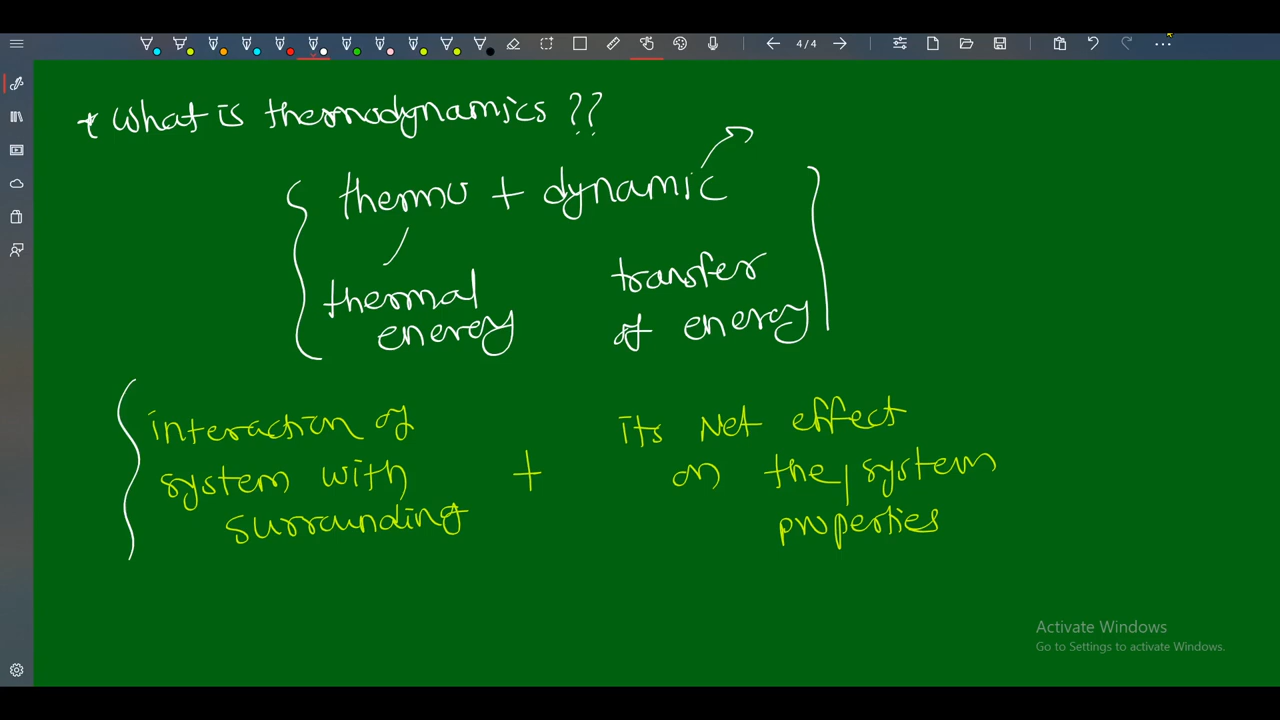 4/4
* What is thermodynamics ??
thermo + dynamic
thermal energy
transfer of energy
interaction of system with surrounding
+
its Net effect on the system properties
Activate Windows
Go to Settings to activate Windows.